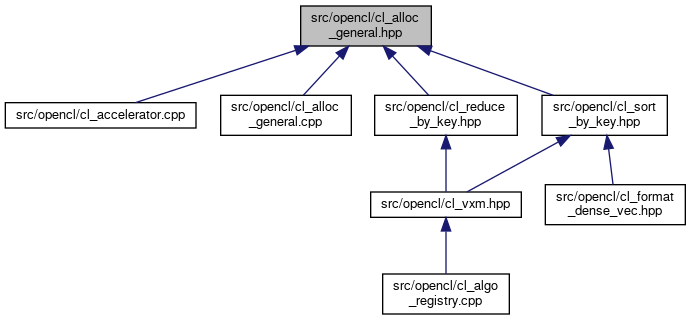 src/opencl/cl_alloc
_general.hpp
src/opencl/cl_accelerator.cpp
src/opencl/cl_alloc
_general.cpp
src/opencl/cl_reduce
_by_key.hpp
src/opencl/cl_sort
_by_key.hpp
src/opencl/cl_vxm.hpp
src/opencl/cl_format
_dense_vec.hpp
src/opencl/cl_algo
_registry.cpp